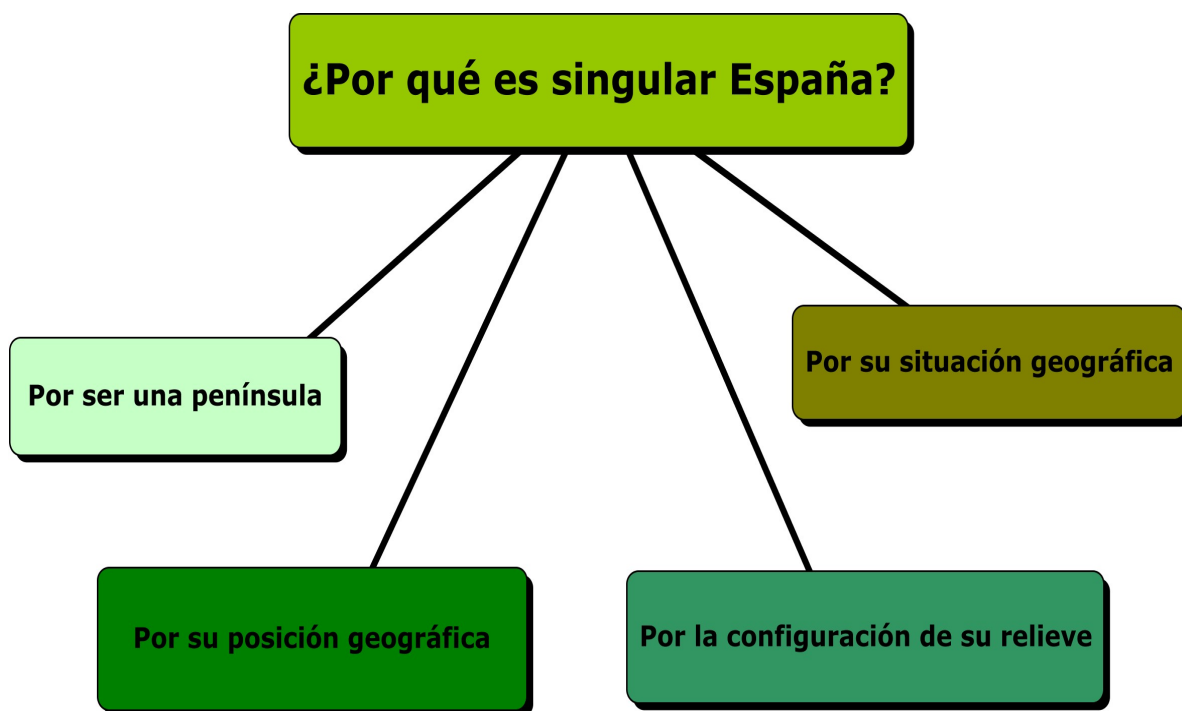 ¿Por qué es singular España?
Por ser una península
Por su situación geográfica
Por su posición geográfica
Por la configuración de su relieve